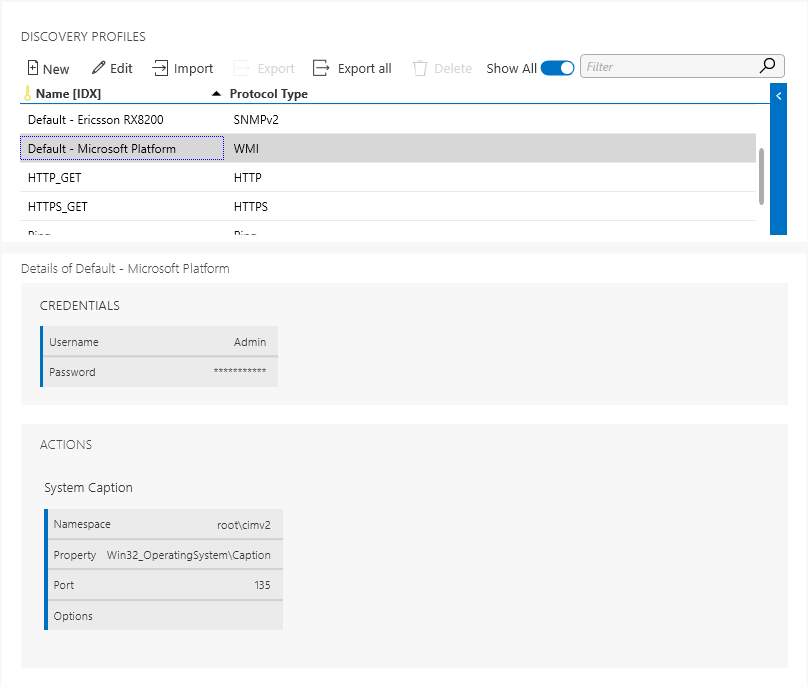 DISCOVERY PROFILES
New Edit Import Export Export all Delete Show All Filter
Name [IDX] Protocol Type
Default - Ericsson RX8200 SNMPv2
Default - Microsoft Platform WMI
HTTP_GET HTTP
HTTPS_GET HTTPS
Ping Ping
Details of Default - Microsoft Platform
CREDENTIALS
Username Admin
Password ***********
ACTIONS
System Caption
Namespace root\cimv2
Property Win32_OperatingSystem\Caption
Port 135
Options